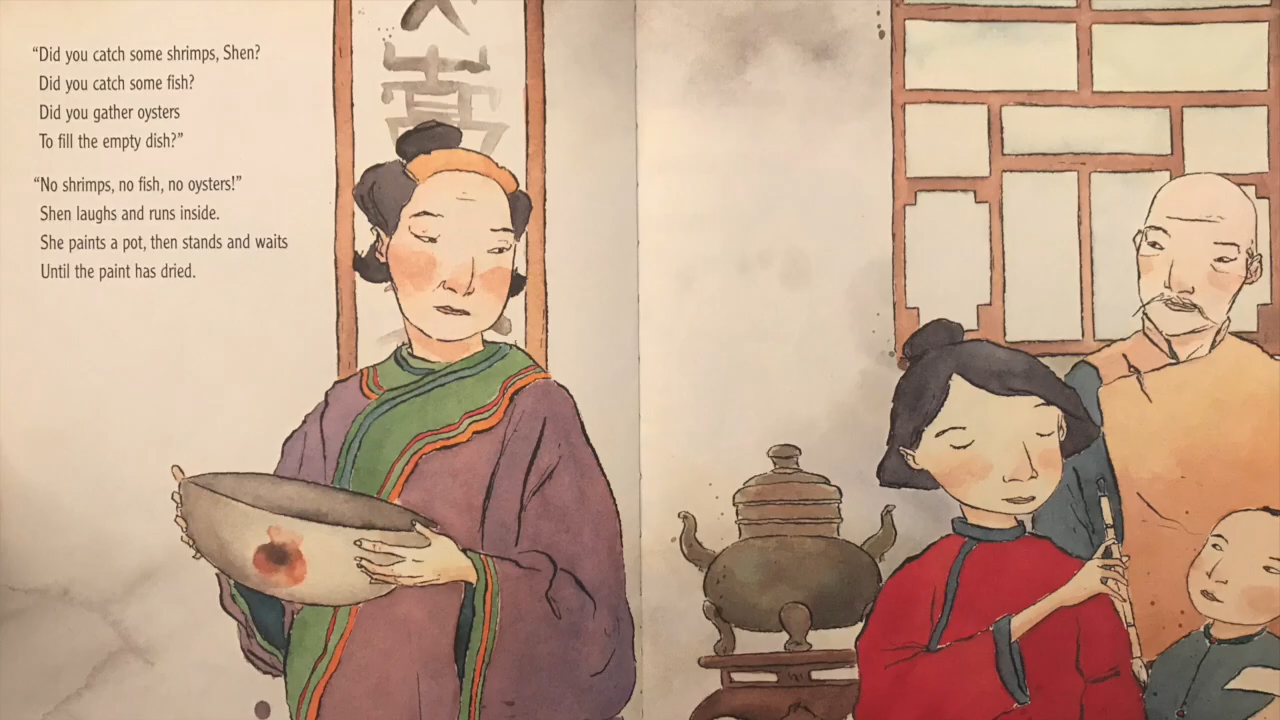 “Did you catch some shrimps, Shen?
Did you catch some fish?
Did you gather oysters
To fill the empty dish?”
“No shrimps, no fish, no oysters!”
Shen laughs and runs inside.
She paints a pot, then stands and waits
Until the paint has dried.